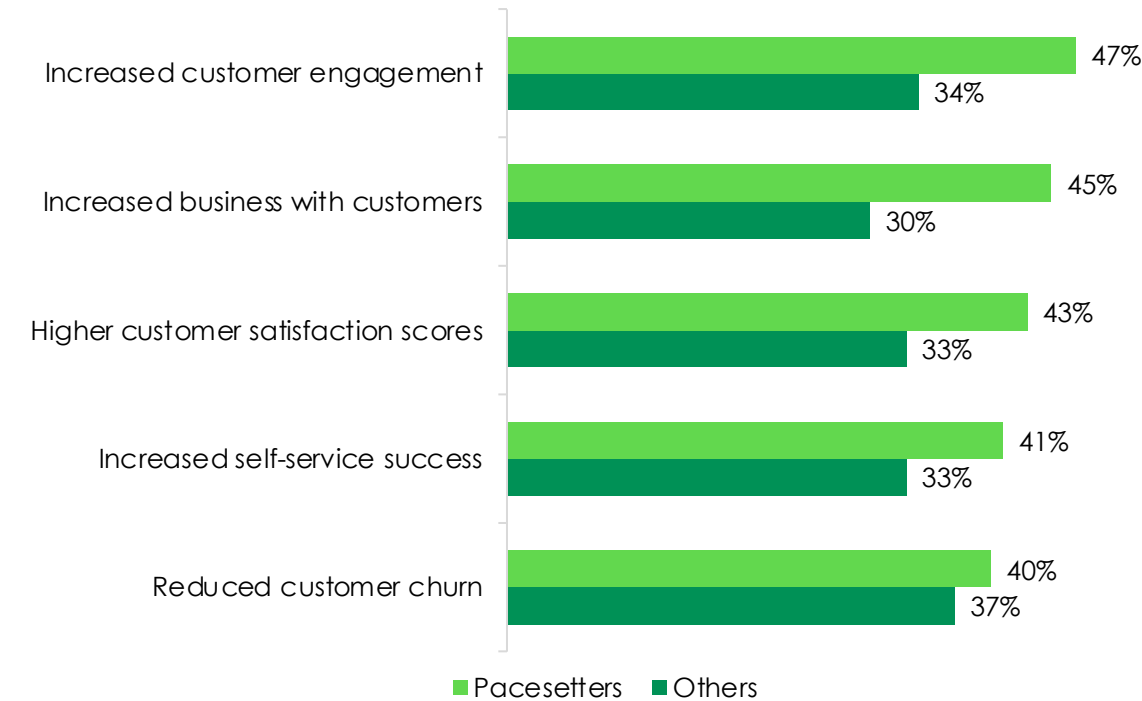 Increased customer engagement
47%
34%
Increased business with customers
45%
30%
Higher customer satisfaction scores
43%
33%
Increased self-service success
41%
33%
Reduced customer churn
40%
37%
Pacesetters Others